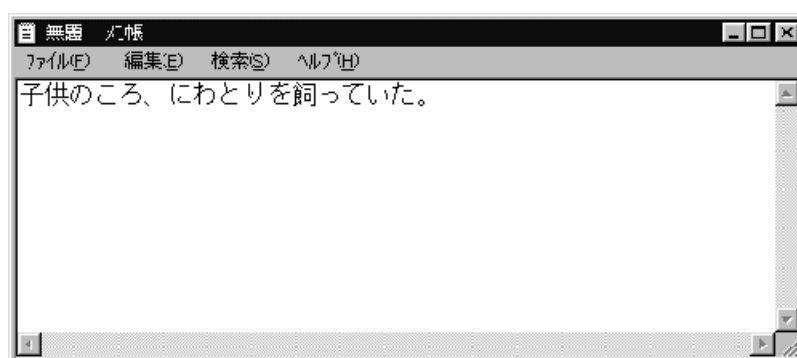 無題 メモ帳
ファイル(F) 編集(E) 検索(S) ヘルプ(H)
子供のころ、にわとりを飼っていた。